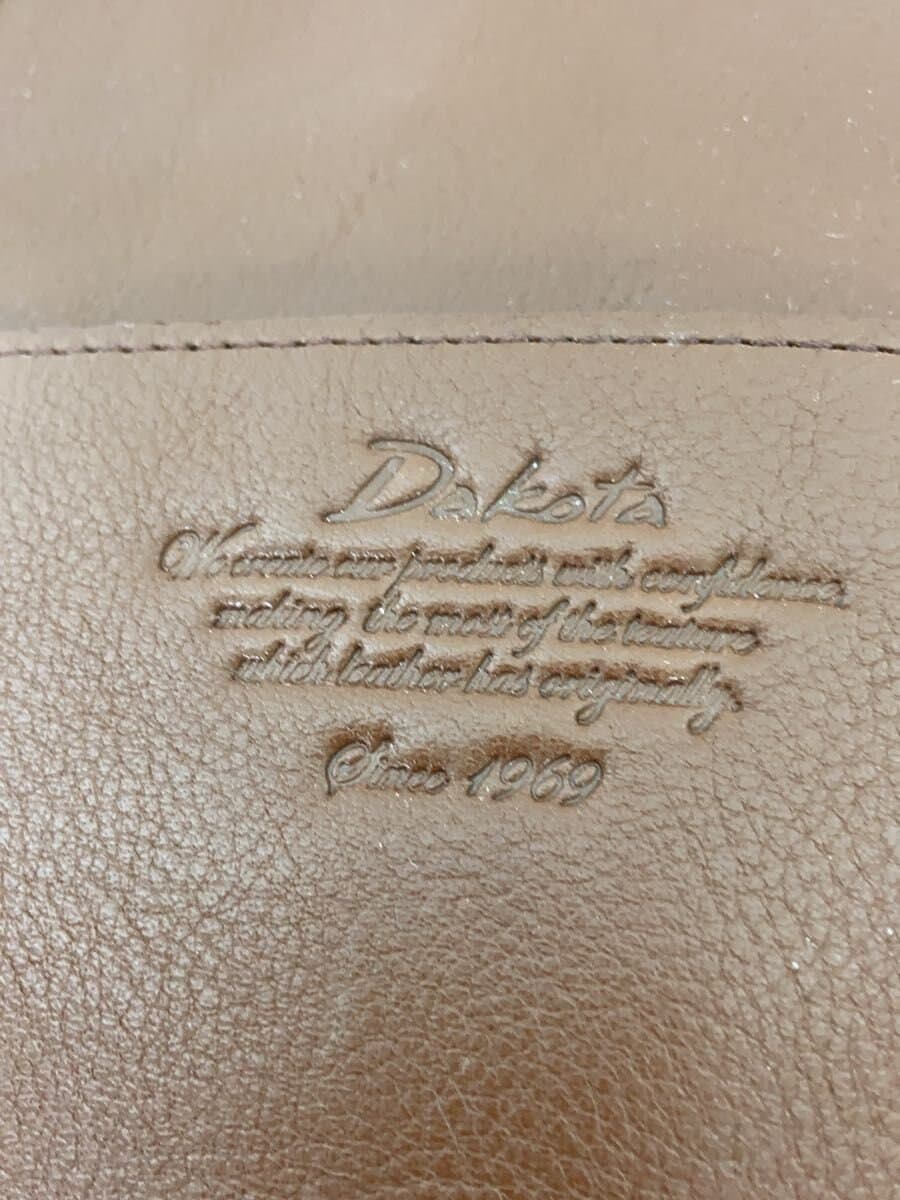 Dakota
We create our products with confidence.
making the most of the texture
which leather has originally.
Since 1969